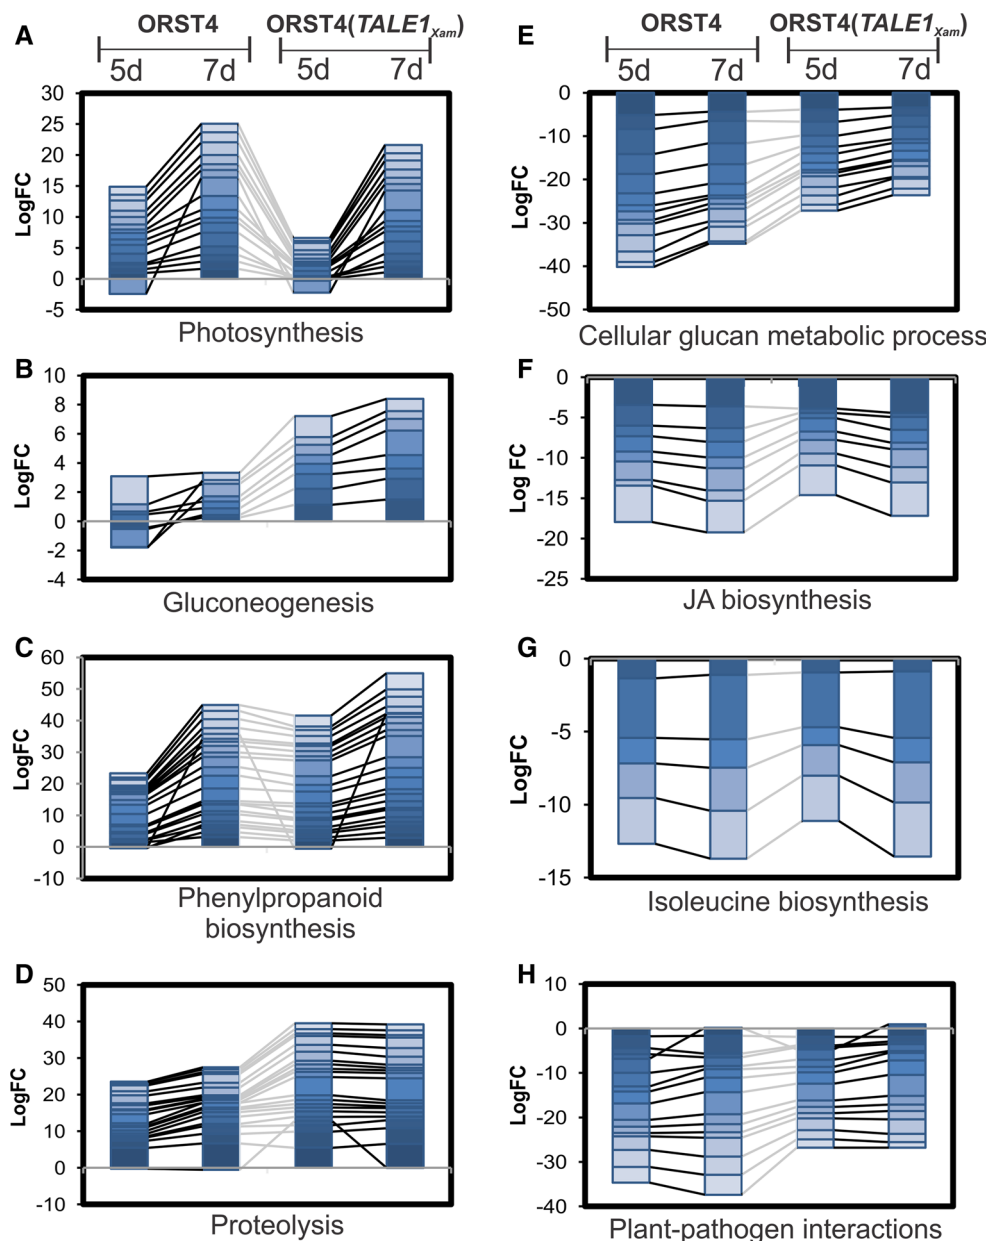 A
ORST4
ORST4(TALE1Xam)
5d
7d
5d
7d
LogFC
30
25
20
15
10
5
0
-5
Photosynthesis
B
LogFC
10
8
6
4
2
0
-2
-4
Gluconeogenesis
C
LogFC
60
50
40
30
20
10
0
-10
Phenylpropanoid
biosynthesis
D
LogFC
50
40
30
20
10
0
-10
Proteolysis
E
ORST4
ORST4(TALE1Xam)
5d
7d
5d
7d
LogFC
0
-10
-20
-30
-40
-50
Cellular glucan metabolic process
F
Log FC
0
-5
-10
-15
-20
-25
JA biosynthesis
G
LogFC
0
-5
-10
-15
Isoleucine biosynthesis
H
LogFC
10
0
-10
-20
-30
-40
Plant-pathogen interactions